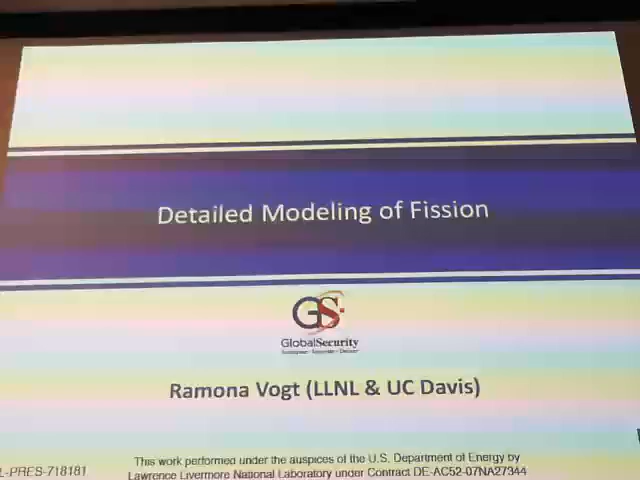 Detailed Modeling of Fission
GS
GlobalSecurity
Ramona Vogt (LLNL & UC Davis)
L-PRES-718181
This work performed under the auspices of the U.S. Department of Energy by
Lawrence Livermore National Laboratory under Contract DE-AC52-07NA27344